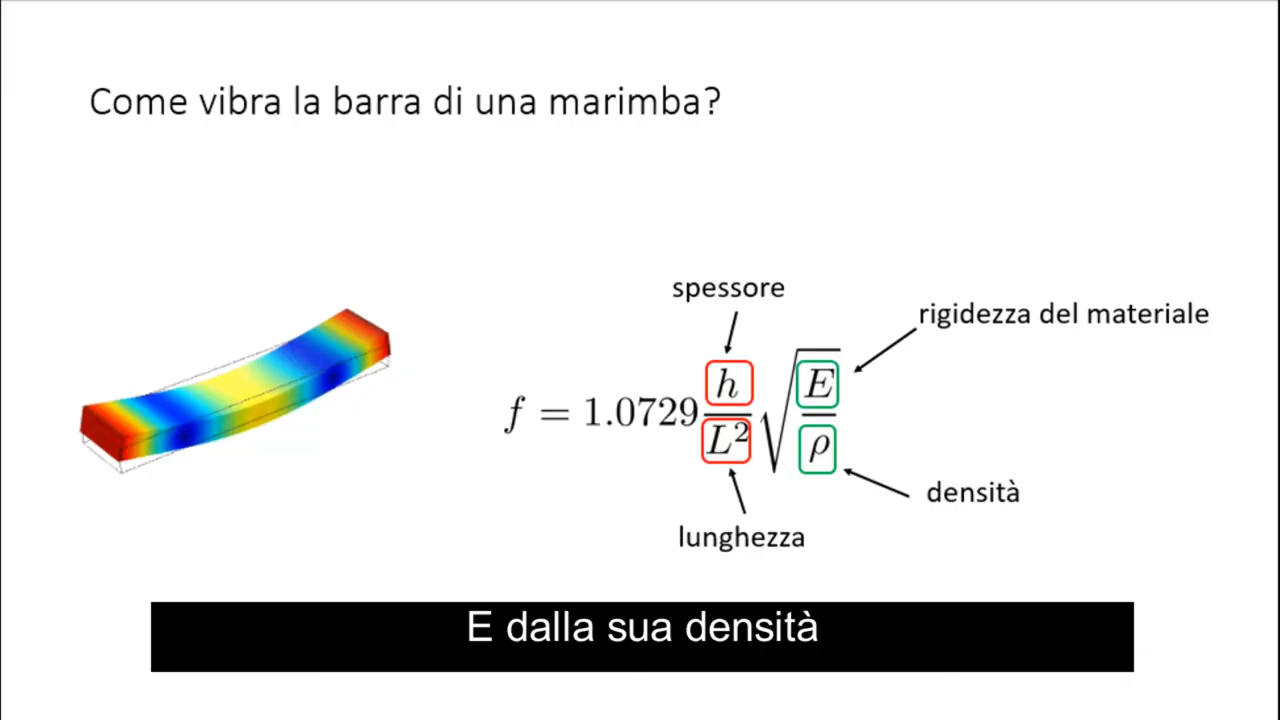 Come vibra la barra di una marimba?
spessore
rigidezza del materiale
f = 1.0729 h/L² √(E/ρ)
densità
lunghezza
E dalla sua densità